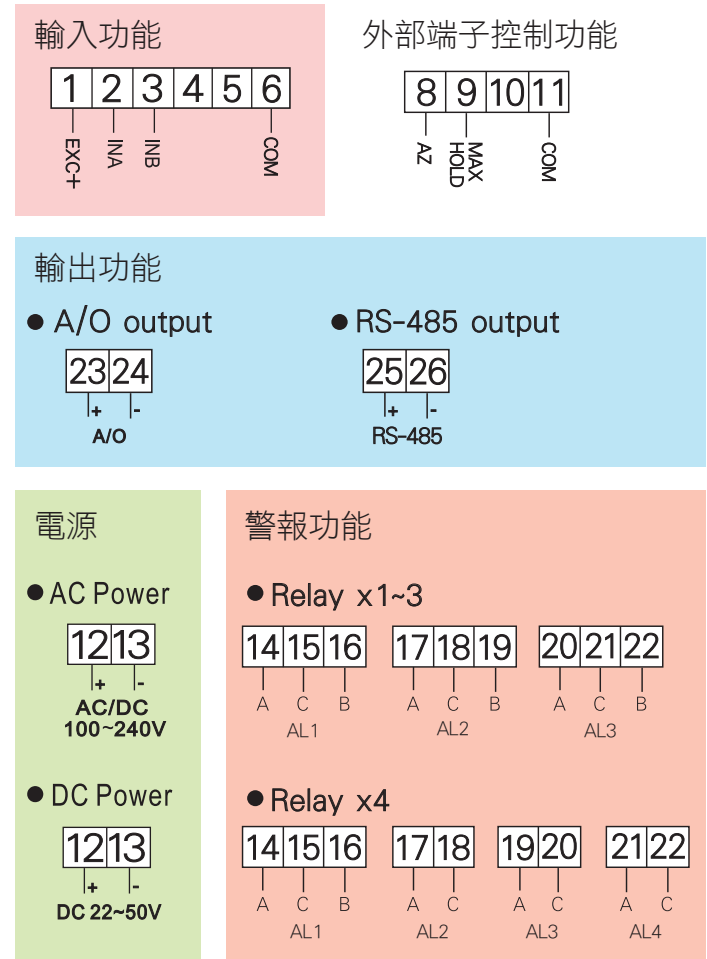 輸入功能
1 2 3 4 5 6
EXC+ INA INB COM
外部端子控制功能
8 9 10 11
AZ MAX HOLD COM
輸出功能
● A/O output
23 24
+ -
A/O
● RS-485 output
25 26
+ -
RS-485
電源
● AC Power
12 13
+ -
AC/DC
100~240V
● DC Power
12 13
+ -
DC 22~50V
警報功能
● Relay x1~3
14 15 16 17 18 19 20 21 22
A C B A C B A C B
AL1 AL2 AL3
● Relay x4
14 15 16 17 18 19 20 21 22
A C B A C A C A C
AL1 AL2 AL3 AL4